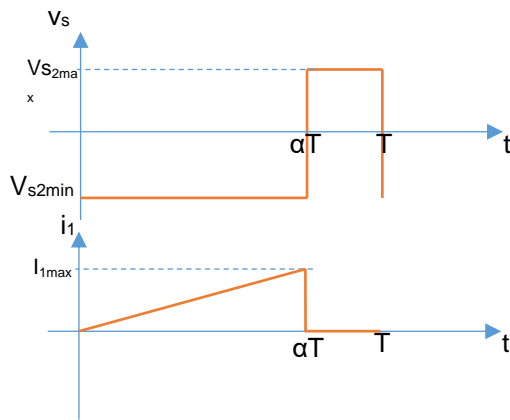 vs
Vs2ma
x
αT T t
Vs2min
i1
I1max
αT T t